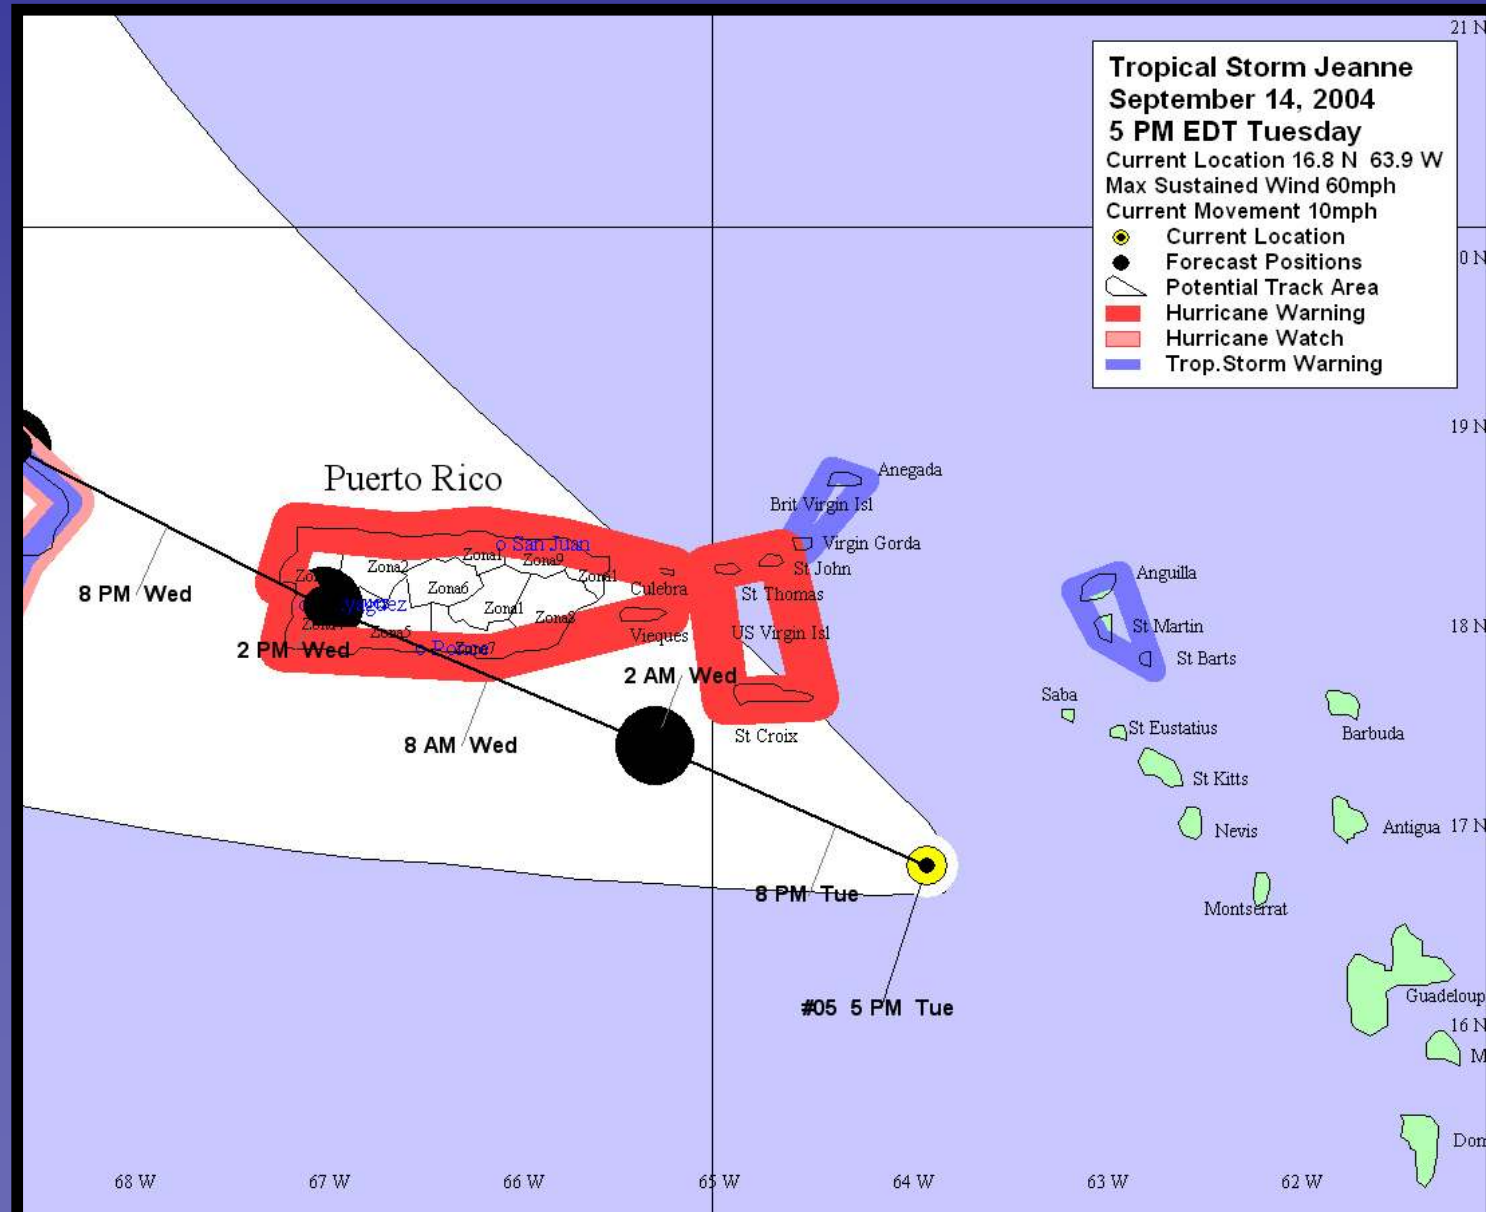 21 N
Tropical Storm Jeanne
September 14, 2004
5 PM EDT Tuesday
Current Location 16.8 N 63.9 W
Max Sustained Wind 60mph
Current Movement 10mph
Current Location
Forecast Positions
Potential Track Area
Hurricane Warning
Hurricane Watch
Trop.Storm Warning
0 N
19 N
Puerto Rico
Anegada
Brit Virgin Isl
Virgin Gorda
San Juan
Zona1
Zona9
Zona2
Zona1
St John
Culebra
Zona6
St Thomas
Anguilla
8 PM Wed
Zona1
Zona8
Zona5
Vieques
US Virgin Isl
St Martin
18 N
2 PM Wed
St Barts
2 AM Wed
Saba
St Eustatius
Barbuda
8 AM Wed
St Croix
St Kitts
Nevis
Antigua
17 N
8 PM Tue
Montserrat
#05 5 PM Tue
Guadeloup
16 N
M
Dom
68 W
67 W
66 W
65 W
64 W
63 W
62 W